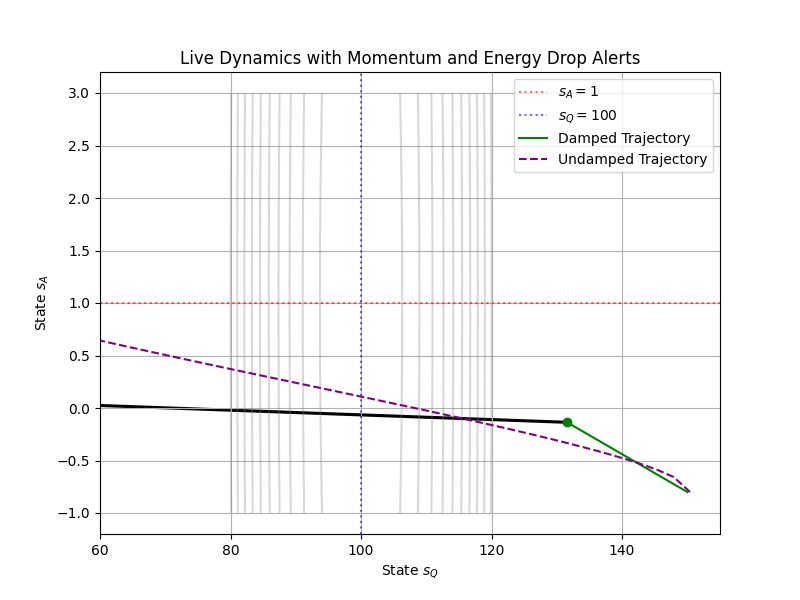 Live Dynamics with Momentum and Energy Drop Alerts
3.0
2.5
2.0
1.5
1.0
0.5
0.0
−0.5
−1.0
State s_A
s_A = 1
s_Q = 100
Damped Trajectory
Undamped Trajectory
60 80 100 120 140
State s_Q